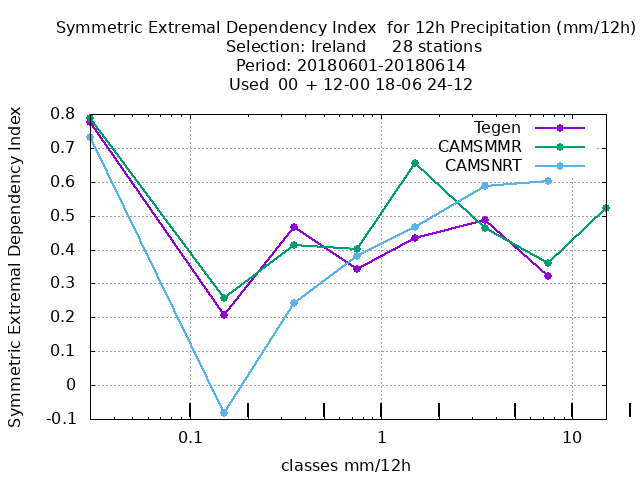 Symmetric Extremal Dependency Index  for 12h Precipitation (mm/12h)
Selection: Ireland     28 stations
Period: 20180601-20180614
Used  00  + 12-00 18-06 24-12
Symmetric Extremal Dependency Index
0.8
0.7
0.6
0.5
0.4
0.3
0.2
0.1
0
-0.1
Tegen
CAMSMMR
CAMSNRT
0.1 1 10
classes mm/12h